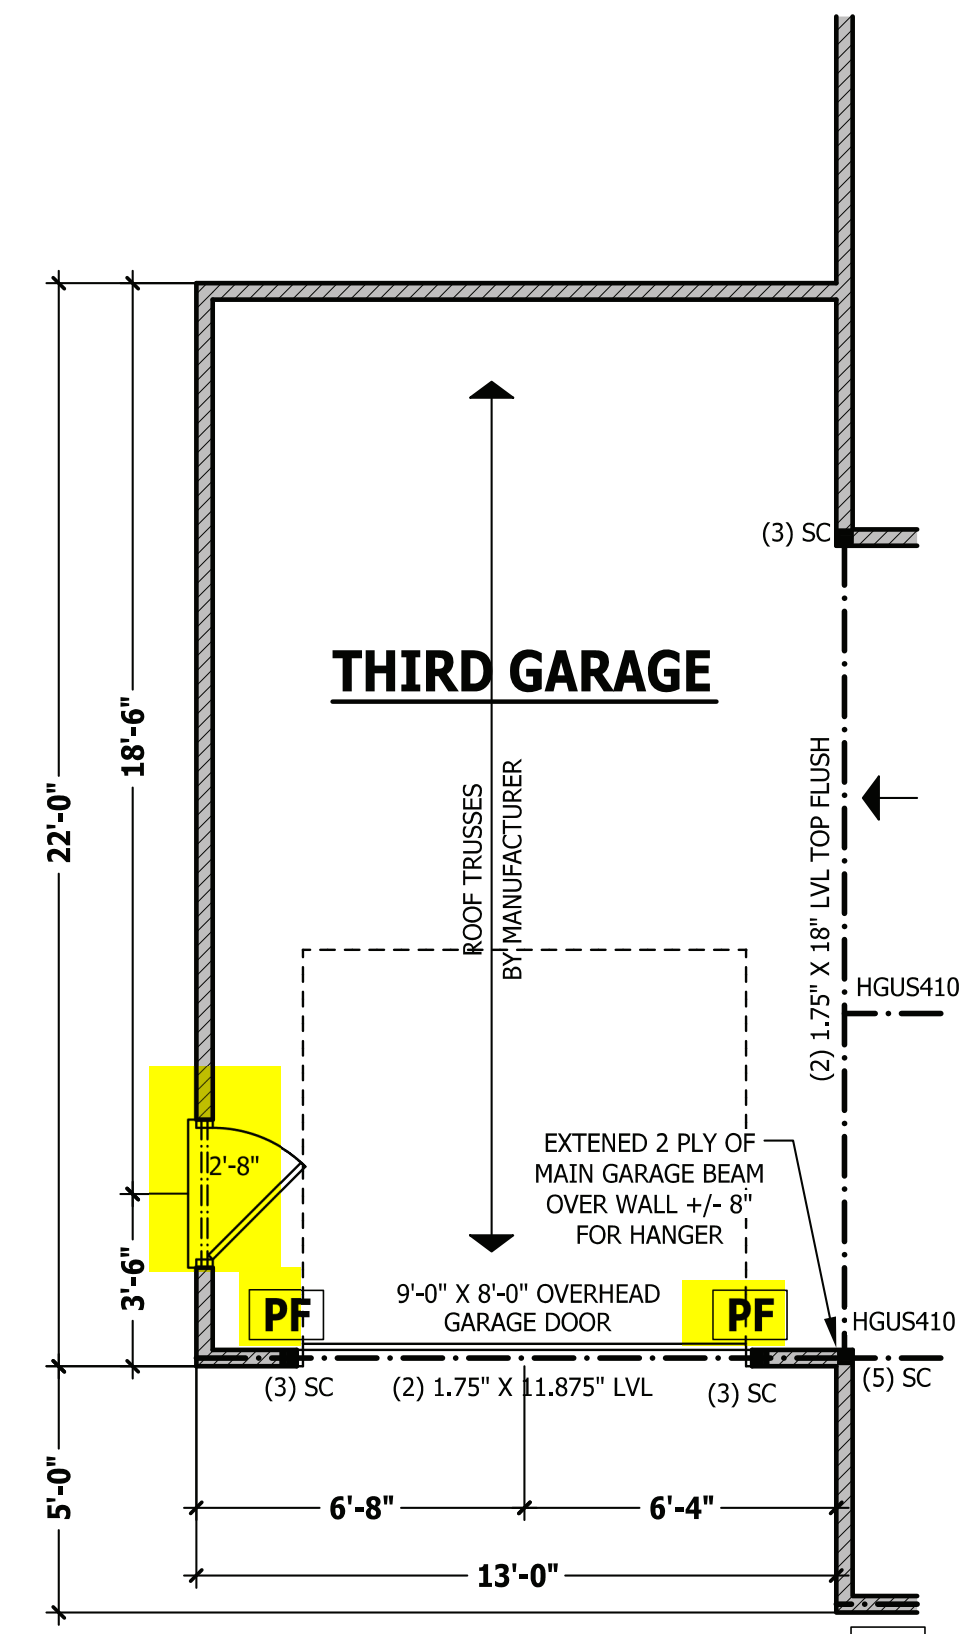 (3) SC
THIRD GARAGE
18'-6"
22'-0"
ROOF TRUSSES
BY MANUFACTURER
(2) 1.75" X 18" LVL TOP FLUSH
HGUS410
2'-8"
EXTENED 2 PLY OF
MAIN GARAGE BEAM
OVER WALL +/- 8"
FOR HANGER
3'-6"
PF
9'-0" X 8'-0" OVERHEAD
GARAGE DOOR
PF
HGUS410
(3) SC
(2) 1.75" X 11.875" LVL
(3) SC
(5) SC
5'-0"
6'-8"
6'-4"
13'-0"